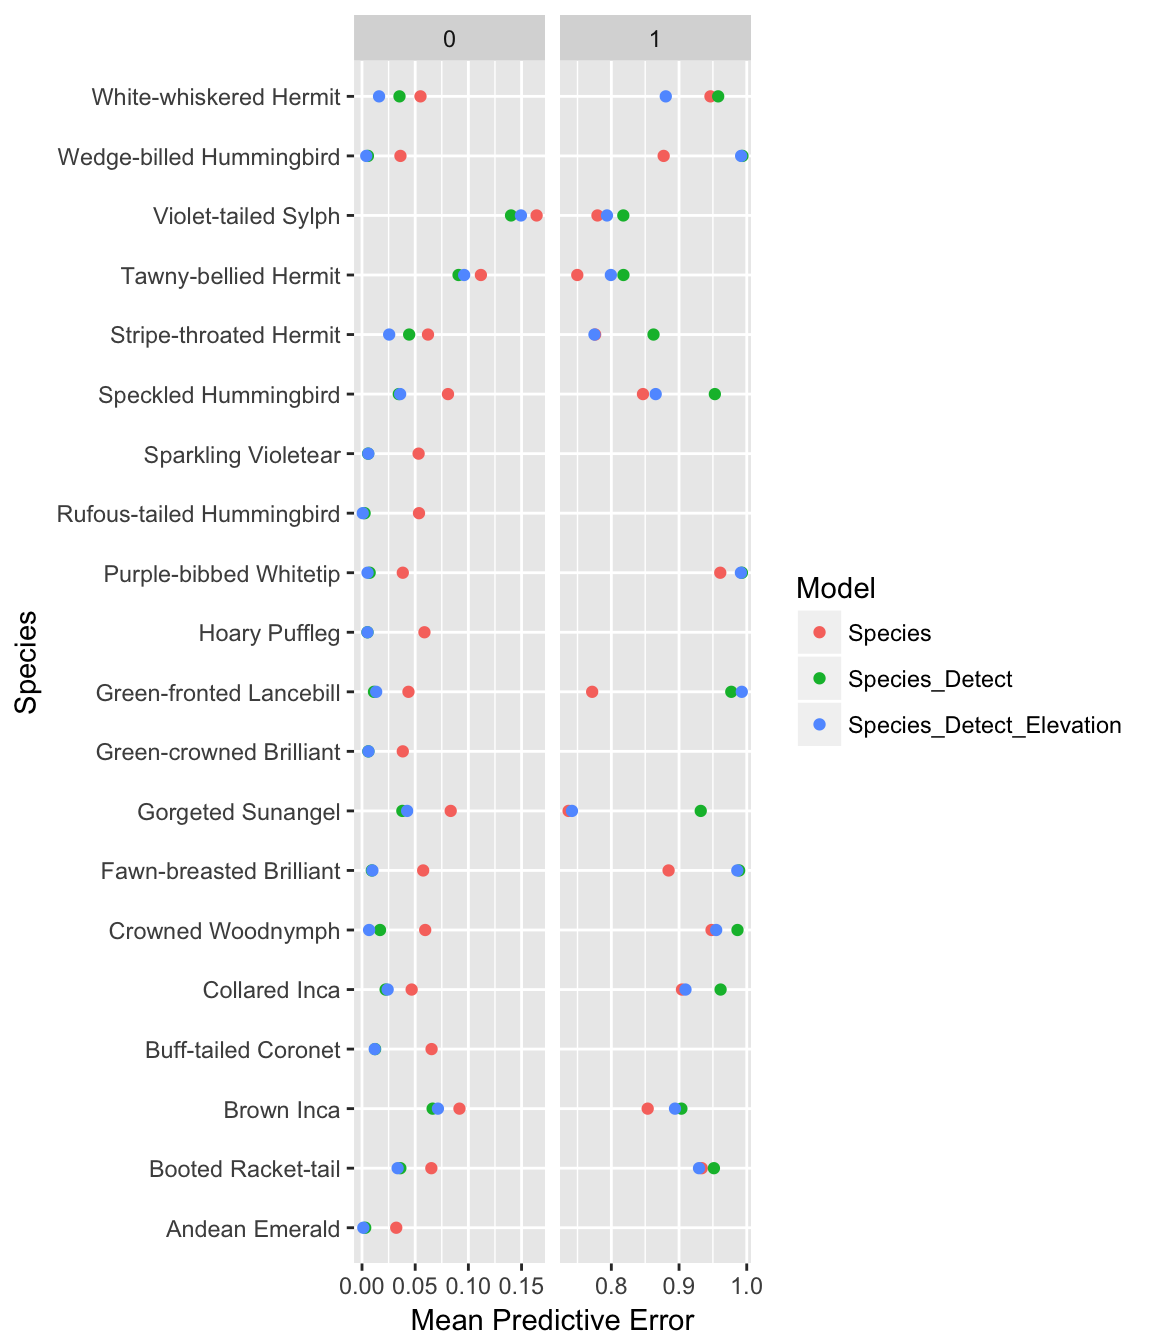 0 1
White-whiskered Hermit
Wedge-billed Hummingbird
Violet-tailed Sylph
Tawny-bellied Hermit
Stripe-throated Hermit
Speckled Hummingbird
Sparkling Violetear
Rufous-tailed Hummingbird
Purple-bibbed Whitetip
Hoary Puffleg
Green-fronted Lancebill
Green-crowned Brilliant
Gorgeted Sunangel
Fawn-breasted Brilliant
Crowned Woodnymph
Collared Inca
Buff-tailed Coronet
Brown Inca
Booted Racket-tail
Andean Emerald
Species
0.00 0.05 0.10 0.15 0.8 0.9 1.0
Mean Predictive Error
Model
Species
Species_Detect
Species_Detect_Elevation